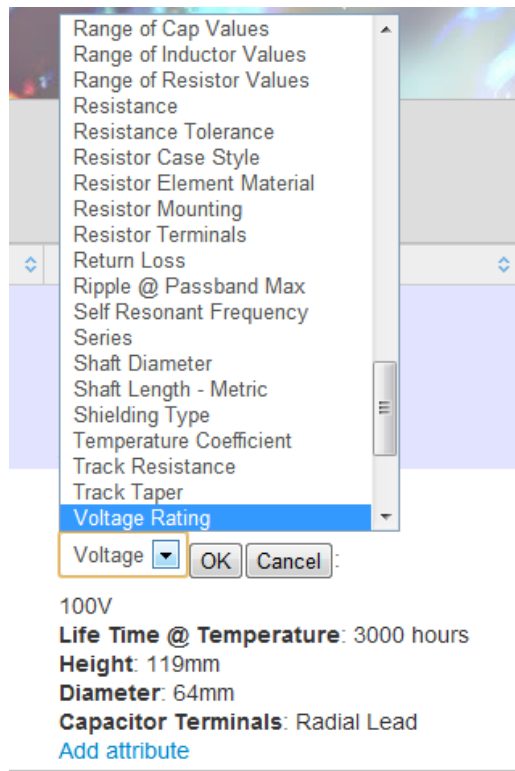 Range of Cap Values
Range of Inductor Values
Range of Resistor Values
Resistance
Resistance Tolerance
Resistor Case Style
Resistor Element Material
Resistor Mounting
Resistor Terminals
Return Loss
Ripple @ Passband Max
Self Resonant Frequency
Series
Shaft Diameter
Shaft Length - Metric
Shielding Type
Temperature Coefficient
Track Resistance
Track Taper
Voltage Rating
Voltage OK Cancel :
100V
Life Time @ Temperature: 3000 hours
Height: 119mm
Diameter: 64mm
Capacitor Terminals: Radial Lead
Add attribute